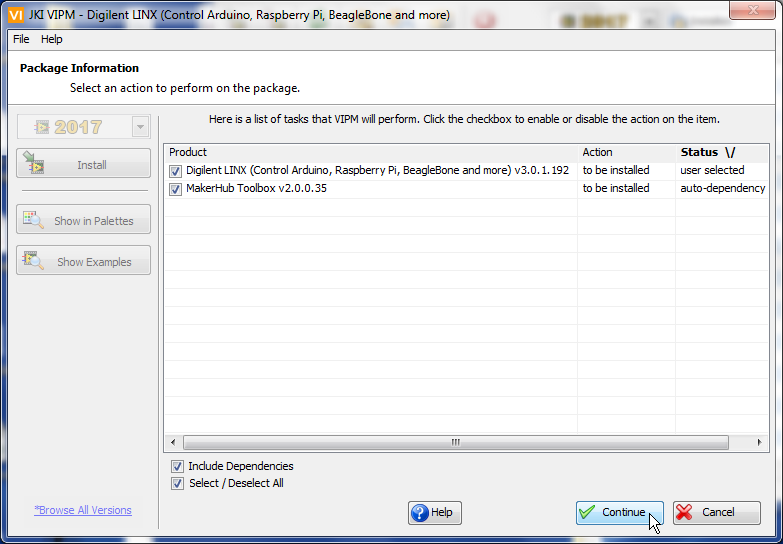 VI JKI VIPM - Digilent LINX (Control Arduino, Raspberry Pi, BeagleBone and more)
File Help
Package Information
Select an action to perform on the package.
2017
Here is a list of tasks that VIPM will perform. Click the checkbox to enable or disable the action on the item.
Install
Show in Palettes
Show Examples
Product Action Status \/
Digilent LINX (Control Arduino, Raspberry Pi, BeagleBone and more) v3.0.1.192 to be installed user selected
MakerHub Toolbox v2.0.0.35 to be installed auto-dependency
Include Dependencies
Select / Deselect All
*Browse All Versions
Help Continue Cancel